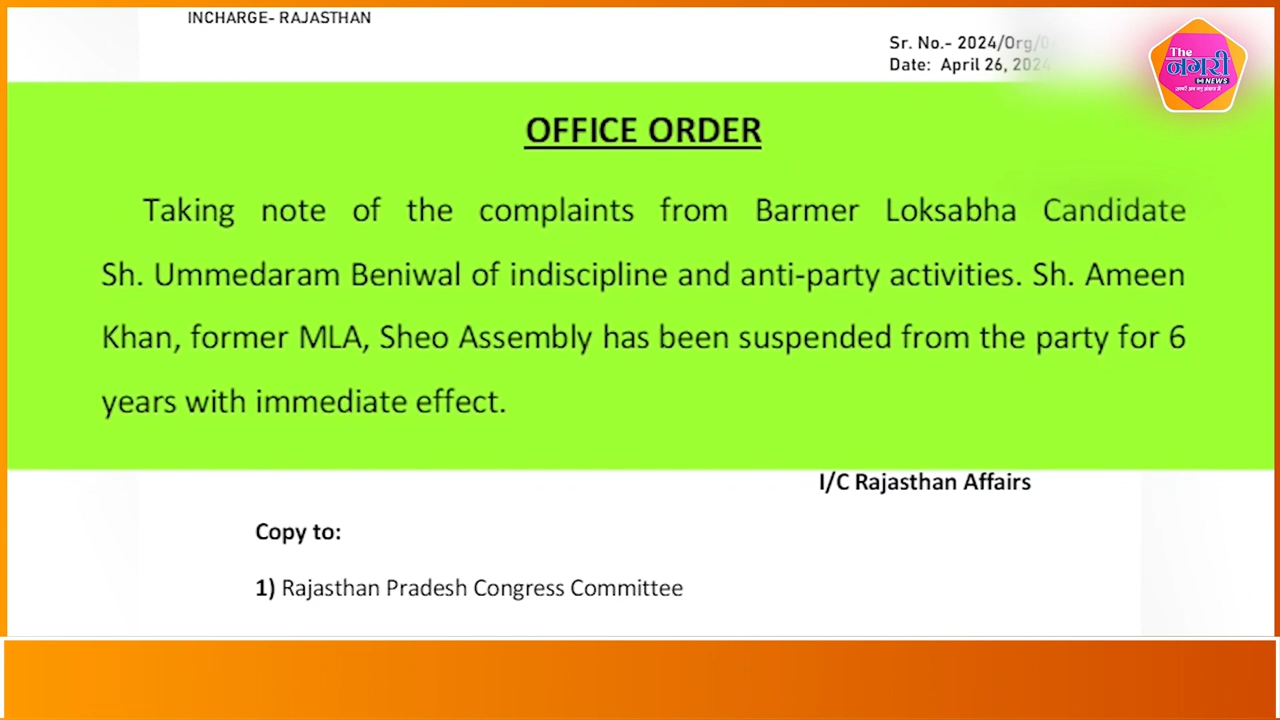 INCHARGE- RAJASTHAN
Sr. No.- 2024/Org/
Date: April 26, 2024
The
नगरी
NEWS
OFFICE ORDER
Taking note of the complaints from Barmer Loksabha Candidate
Sh. Ummedaram Beniwal of indiscipline and anti-party activities. Sh. Ameen
Khan, former MLA, Sheo Assembly has been suspended from the party for 6
years with immediate effect.
I/C Rajasthan Affairs
Copy to:
1) Rajasthan Pradesh Congress Committee